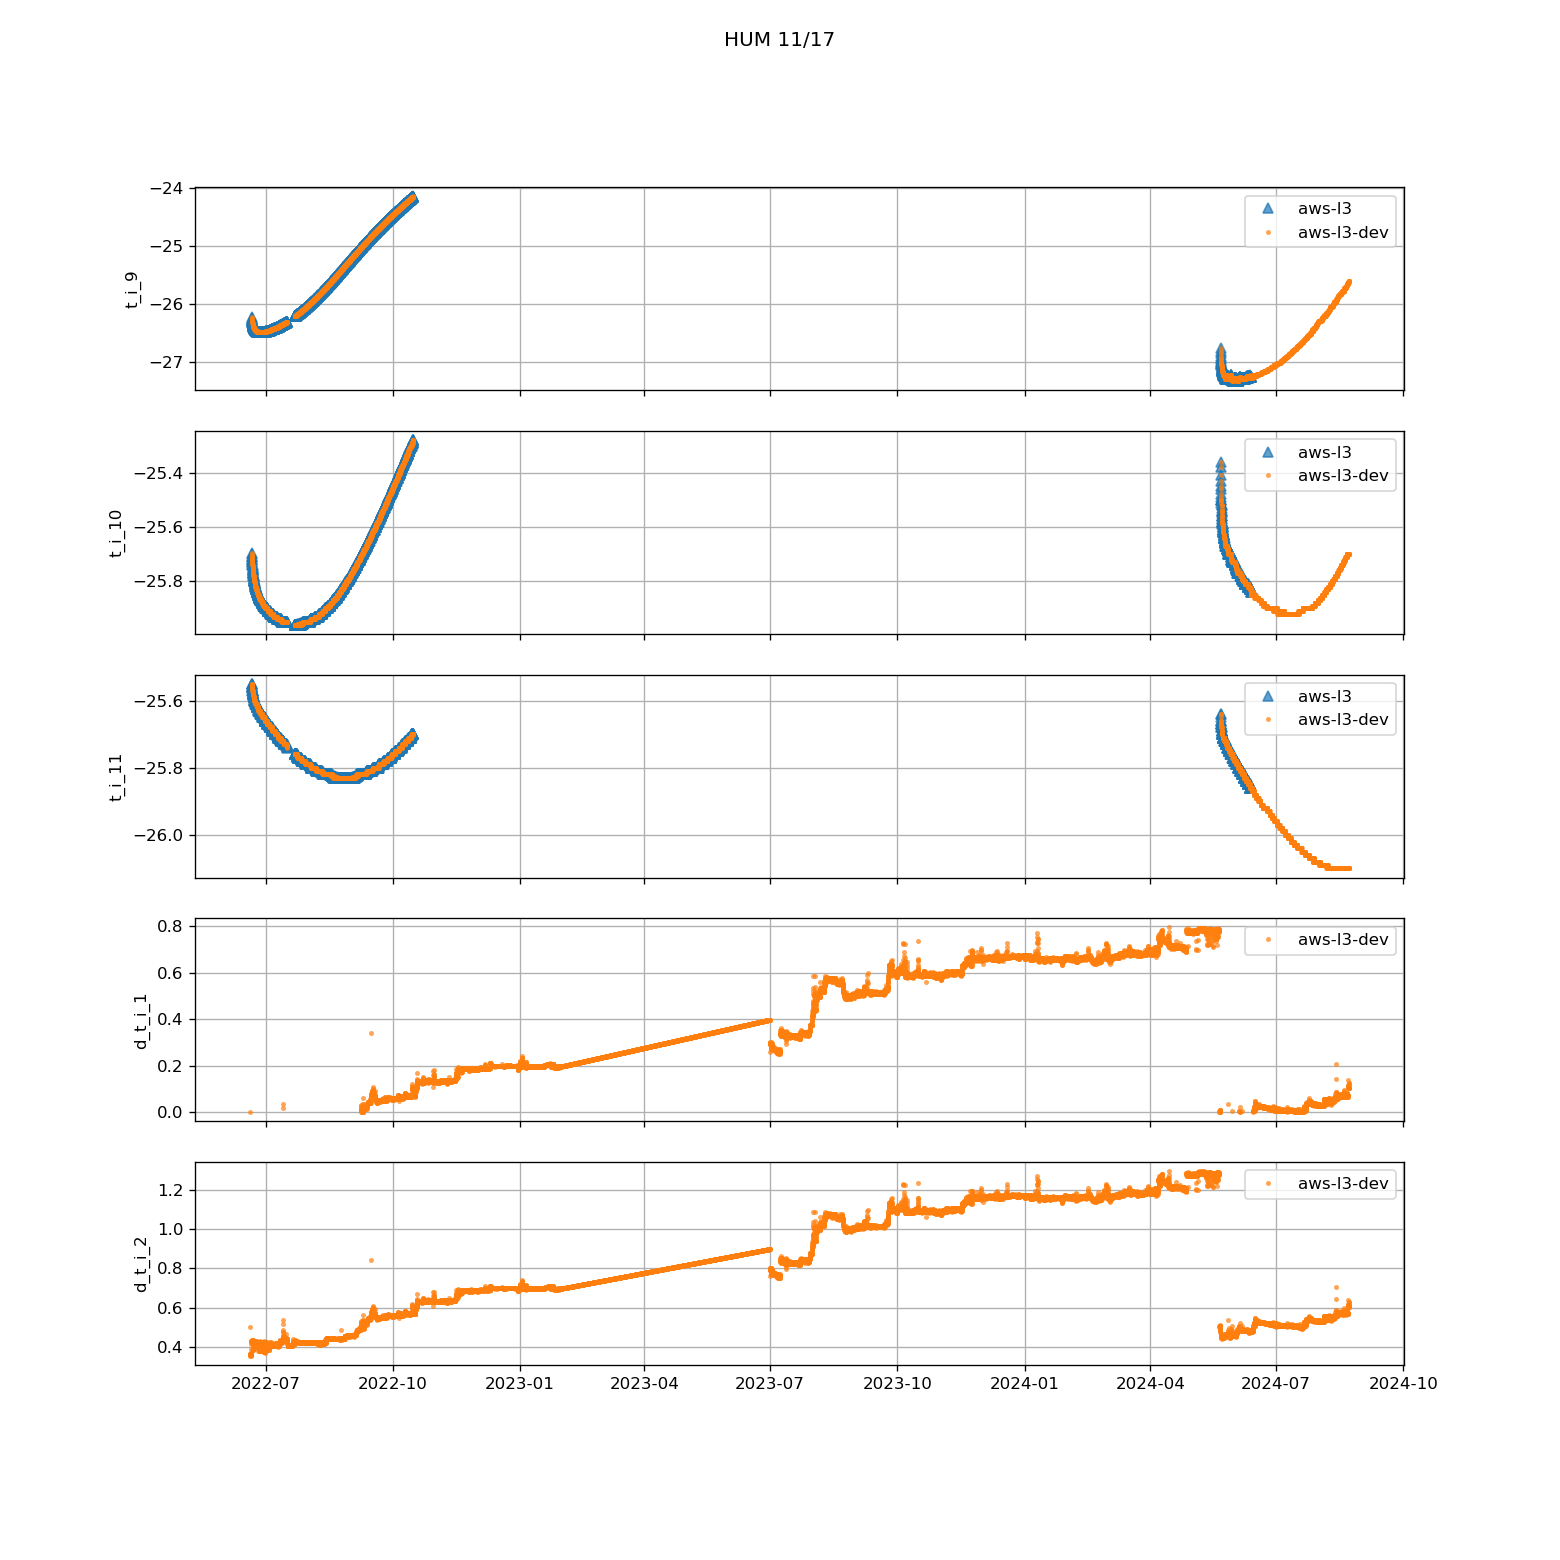 HUM 11/17
−24
−25
−26
−27
t_i_9
aws-l3
aws-l3-dev
−25.4
−25.6
−25.8
t_i_10
aws-l3
aws-l3-dev
−25.6
−25.8
−26.0
t_i_11
aws-l3
aws-l3-dev
0.8
0.6
0.4
0.2
0.0
d_t_i_1
aws-l3-dev
1.2
1.0
0.8
0.6
0.4
d_t_i_2
aws-l3-dev
2022-07 2022-10 2023-01 2023-04 2023-07 2023-10 2024-01 2024-04 2024-07 2024-10